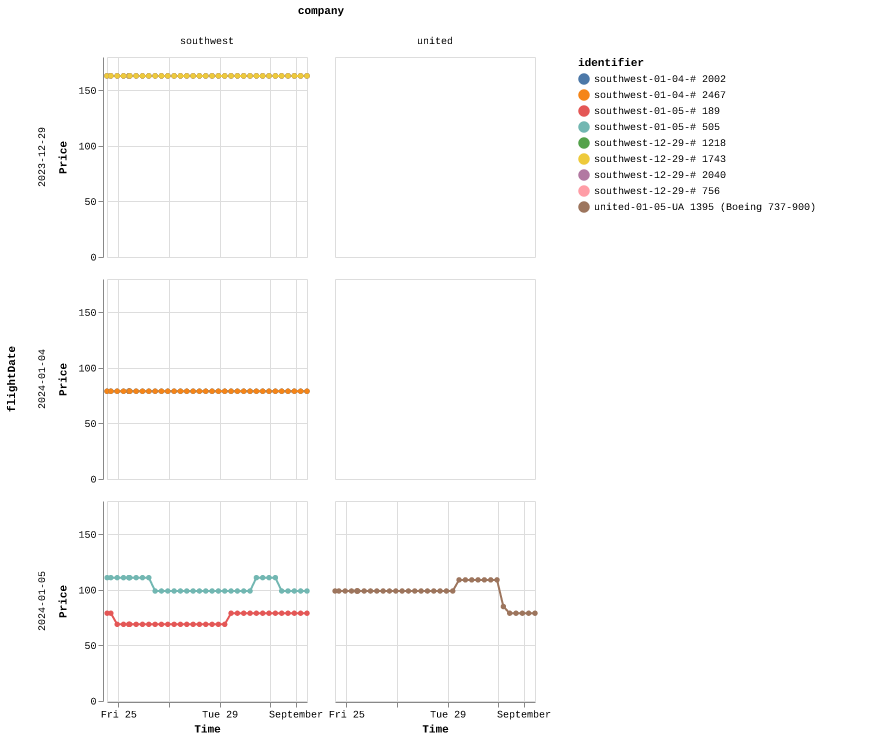 company
southwest
united
identifier
southwest-01-04-# 2002
southwest-01-04-# 2467
southwest-01-05-# 189
southwest-01-05-# 505
southwest-12-29-# 1218
southwest-12-29-# 1743
southwest-12-29-# 2040
southwest-12-29-# 756
united-01-05-UA 1395 (Boeing 737-900)
flightDate
2023-12-29
Price
150
100
50
0
2024-01-04
Price
150
100
50
0
2024-01-05
Price
150
100
50
0
Fri 25 Tue 29 September
Time
Fri 25 Tue 29 September
Time